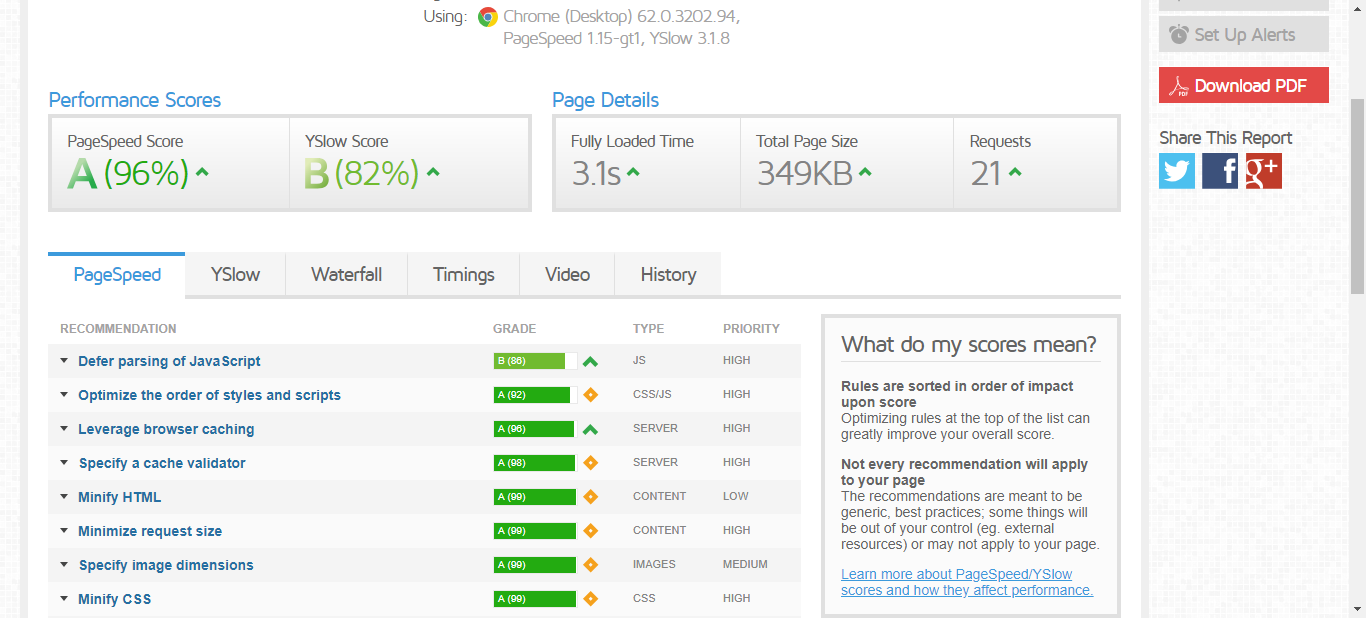 Using: Chrome (Desktop) 62.0.3202.94,
PageSpeed 1.15-gt1, YSlow 3.1.8
Set Up Alerts
Download PDF
Share This Report
Performance Scores
PageSpeed Score
A (96%)
YSlow Score
B (82%)
Page Details
Fully Loaded Time
3.1s
Total Page Size
349KB
Requests
21
PageSpeed YSlow Waterfall Timings Video History
RECOMMENDATION GRADE TYPE PRIORITY
Defer parsing of JavaScript B (86) JS HIGH
Optimize the order of styles and scripts A (92) CSS/JS HIGH
Leverage browser caching A (96) SERVER HIGH
Specify a cache validator A (98) SERVER HIGH
Minify HTML A (99) CONTENT LOW
Minimize request size A (99) CONTENT HIGH
Specify image dimensions A (99) IMAGES MEDIUM
Minify CSS A (99) CSS HIGH
What do my scores mean?
Rules are sorted in order of impact
upon score
Optimizing rules at the top of the list can
greatly improve your overall score.
Not every recommendation will apply
to your page
The recommendations are meant to be
generic, best practices; some things will
be out of your control (eg. external
resources) or may not apply to your page.
Learn more about PageSpeed/YSlow
scores and how they affect performance.